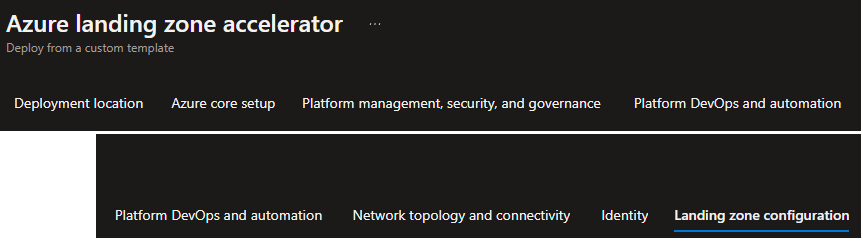 Azure landing zone accelerator ...
Deploy from a custom template
Deployment location Azure core setup Platform management, security, and governance Platform DevOps and automation
Platform DevOps and automation Network topology and connectivity Identity Landing zone configuration